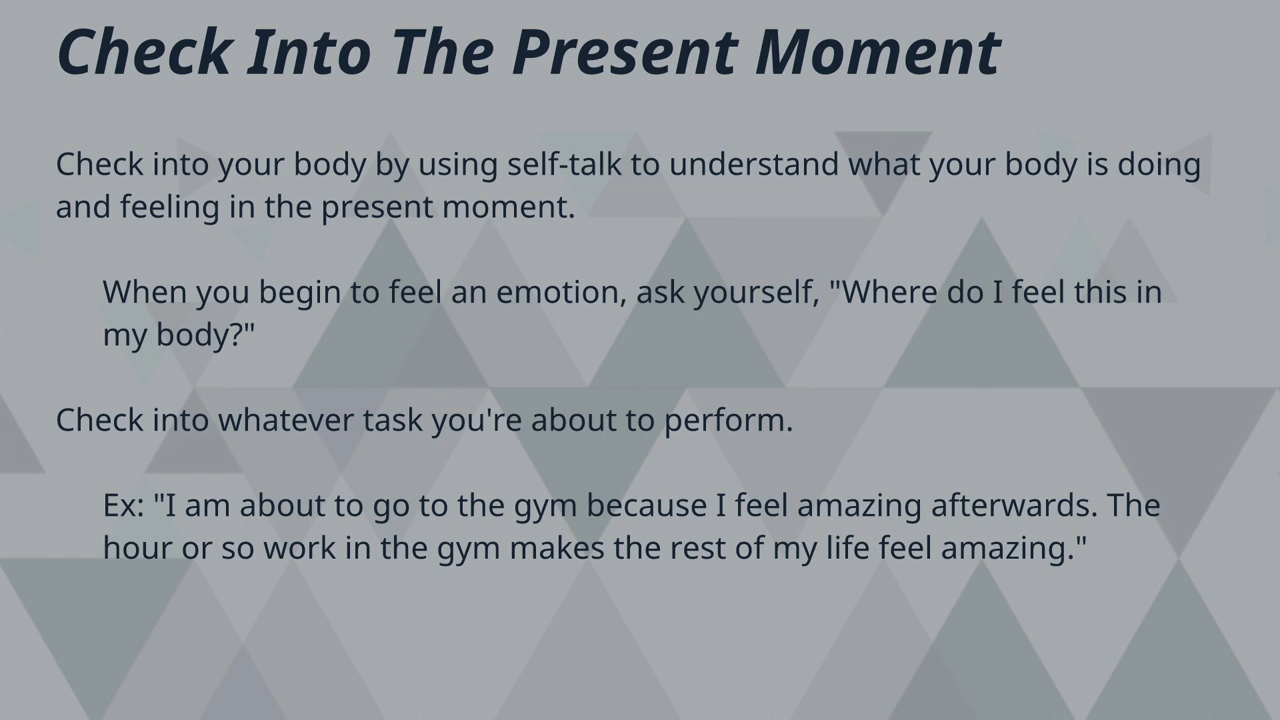 Check Into The Present Moment
Check into your body by using self-talk to understand what your body is doing
and feeling in the present moment.
When you begin to feel an emotion, ask yourself, "Where do I feel this in
my body?"
Check into whatever task you're about to perform.
Ex: "I am about to go to the gym because I feel amazing afterwards. The
hour or so work in the gym makes the rest of my life feel amazing."